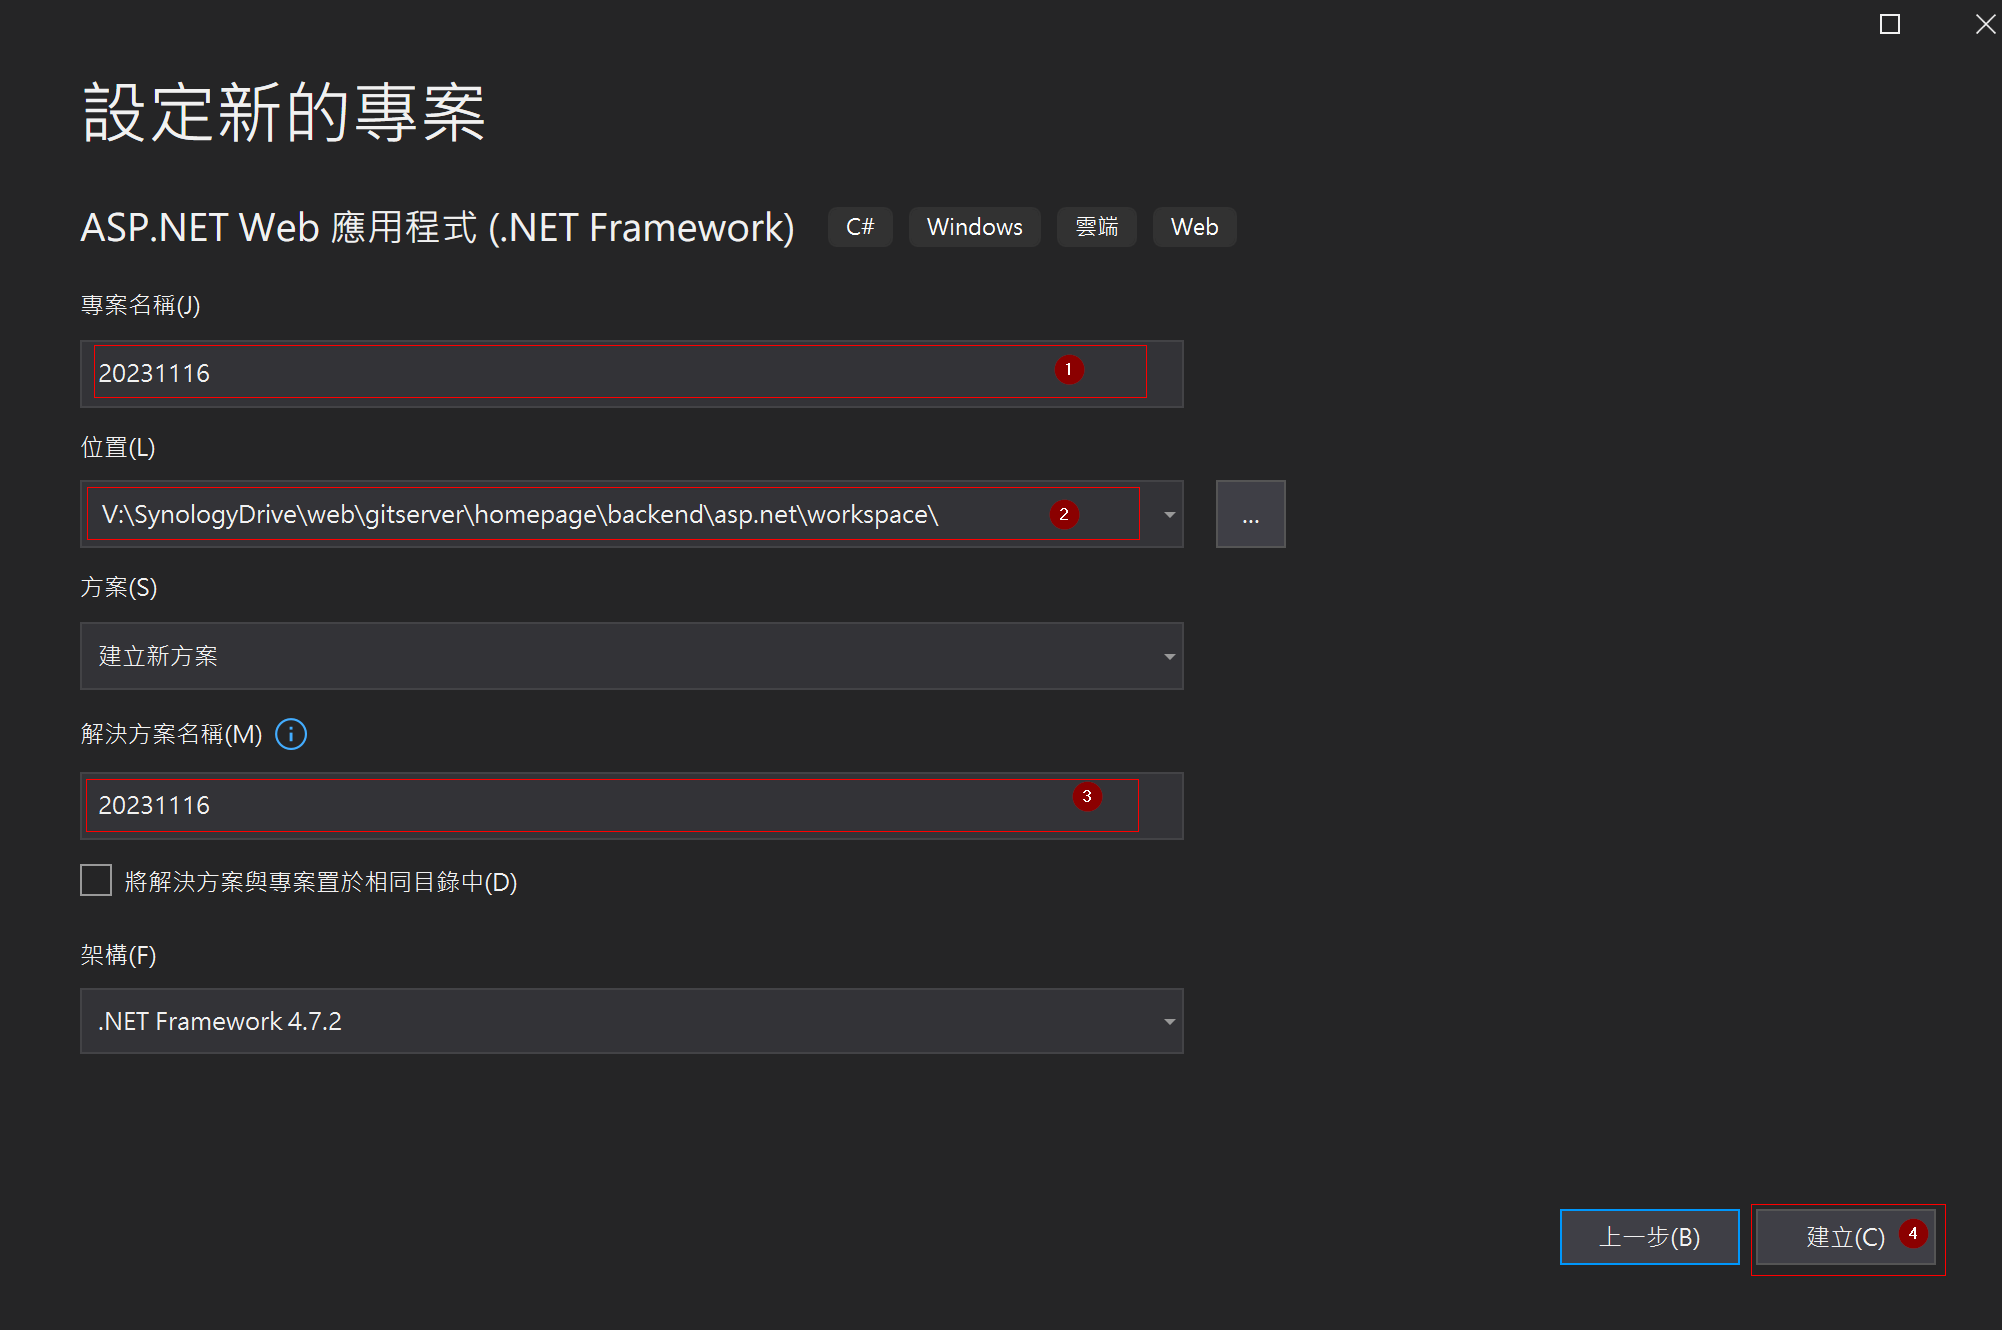 設定新的專案
ASP.NET Web 應用程式 (.NET Framework) C# Windows 雲端 Web
專案名稱(J)
20231116 1
位置(L)
V:\SynologyDrive\web\gitserver\homepage\backend\asp.net\workspace\ 2 ...
方案(S)
建立新方案
解決方案名稱(M) i
20231116 3
將解決方案與專案置於相同目錄中(D)
架構(F)
.NET Framework 4.7.2
上一步(B) 建立(C) 4